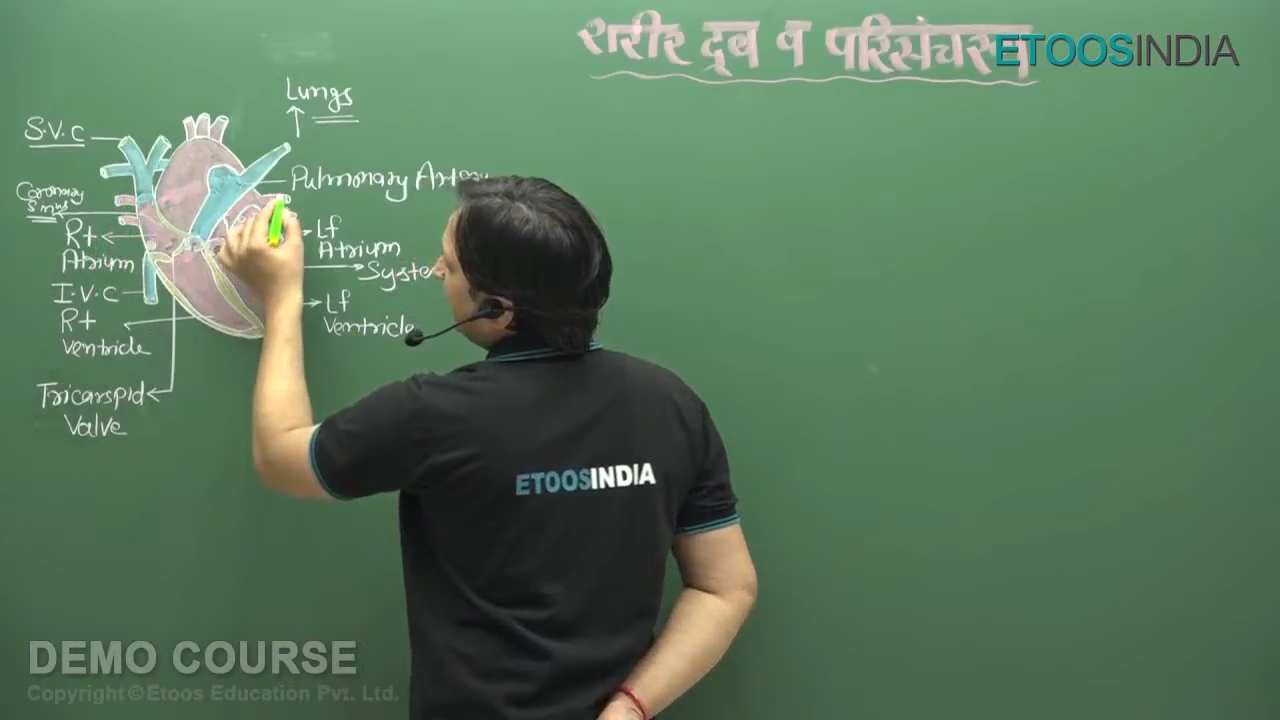 शरीर द्रव व परिसंचरण
ETOOSINDIA
Lungs
S.V.C
Pulmonary Artery
Coronary
Sinus
Rt
Atrium
Lf
Atrium
I.V.C
Rt
Ventricle
Lf
Ventricle
Tricarspid
Valve
ETOOSINDIA
DEMO COURSE
Copyright©Etoos Education Pvt. Ltd.